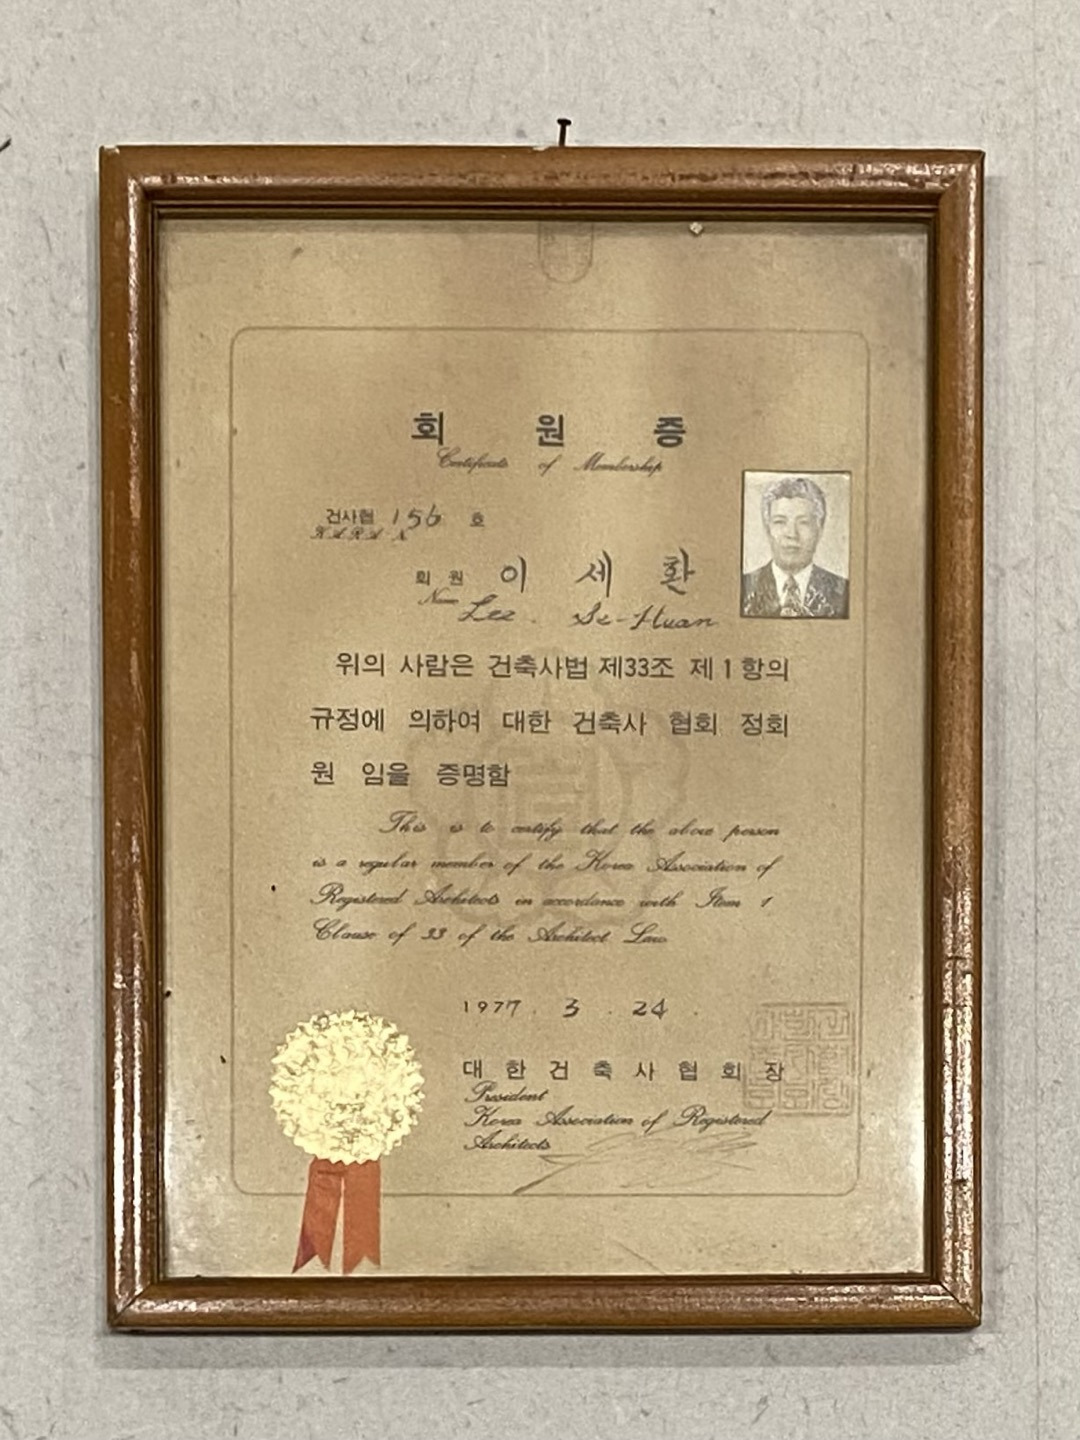 회 원 증
Certificate of Membership
건사협 156 호
KARA N
회 원 이 세 환
Name Lee. Se-Huan
위의 사람은 건축사법 제33조 제1항의
규정에 의하여 대한 건축사 협회 정회
원 임을 증명함
This is to certify that the above person
is a regular member of the Korea Association of
Registered Architects in accordance with Item 1
Clause of 33 of the Architect Law
1977. 3. 24.
대 한 건 축 사 협 회 장
President
Korea Association of Registered
Architects